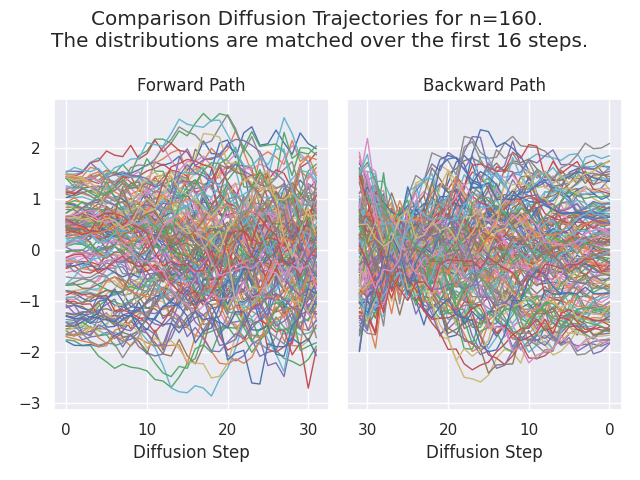 Comparison Diffusion Trajectories for n=160.
The distributions are matched over the first 16 steps.
Forward Path
Backward Path
2
1
0
−1
−2
−3
0 10 20 30
30 20 10 0
Diffusion Step
Diffusion Step